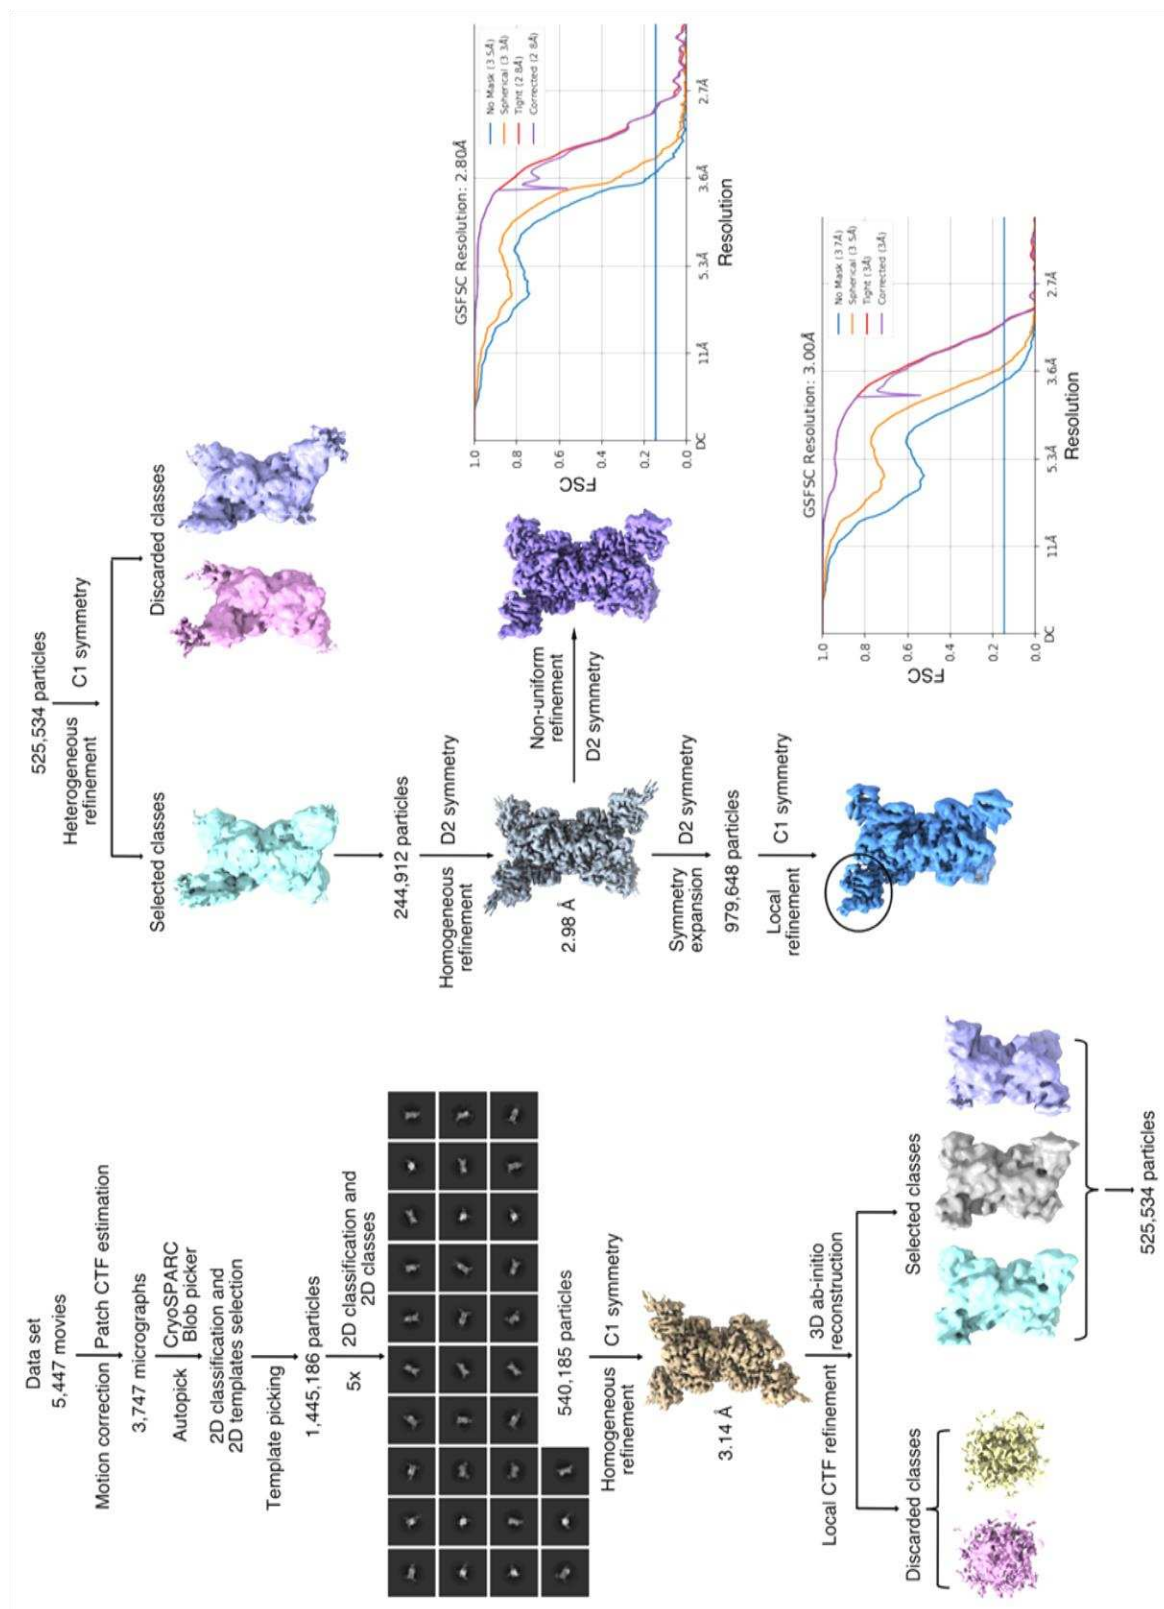 Data set
5,447 movies
Motion correction
Patch CTF estimation
3,747 micrographs
Autopick
CryoSPARC
Blob picker
2D classification and
2D templates selection
Template picking
1,445,186 particles
5x
2D classification and
2D classes
540,185 particles
Homogeneous
refinement
C1 symmetry
3.14 Å
Local CTF refinement
3D ab-initio
reconstruction
Discarded classes
Selected classes
525,534 particles
525,534 particles
Heterogeneous
refinement
C1 symmetry
Selected classes
Discarded classes
244,912 particles
Homogeneous
refinement
D2 symmetry
2.98 Å
Non-uniform
refinement
D2 symmetry
Symmetry
expansion
D2 symmetry
979,648 particles
Local
refinement
C1 symmetry
GSFSC Resolution: 2.80Å
No Mask (3.5Å)
Spherical (3.3Å)
Tight (2.8Å)
Corrected (2.8Å)
FSC
1.0
0.8
0.6
0.4
0.2
0.0
DC
11Å
5.3Å
3.6Å
2.7Å
Resolution
GSFSC Resolution: 3.00Å
No Mask (3.7Å)
Spherical (3.5Å)
Tight (3Å)
Corrected (3Å)
FSC
1.0
0.8
0.6
0.4
0.2
0.0
DC
11Å
5.3Å
3.6Å
2.7Å
Resolution